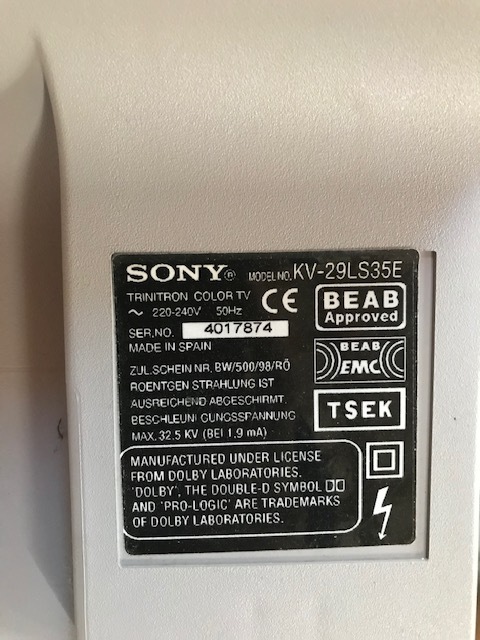 SONY® MODEL NO. KV-29LS35E
TRINITRON COLOR TV
~ 220-240V 50Hz
CE
SER.NO. 4017874
MADE IN SPAIN
ZUL.SCHEIN NR. BW/500/98/RÖ
ROENTGEN STRAHLUNG IST
AUSREICHEND ABGESCHIRMT.
BESCHLEUNIGUNGSSPANNUNG
MAX. 32.5 KV (BEI 1,9 mA)
BEAB
Approved
BEAB
EMC
TSEK
MANUFACTURED UNDER LICENSE
FROM DOLBY LABORATORIES.
'DOLBY', THE DOUBLE-D SYMBOL
AND 'PRO-LOGIC' ARE TRADEMARKS
OF DOLBY LABORATORIES.